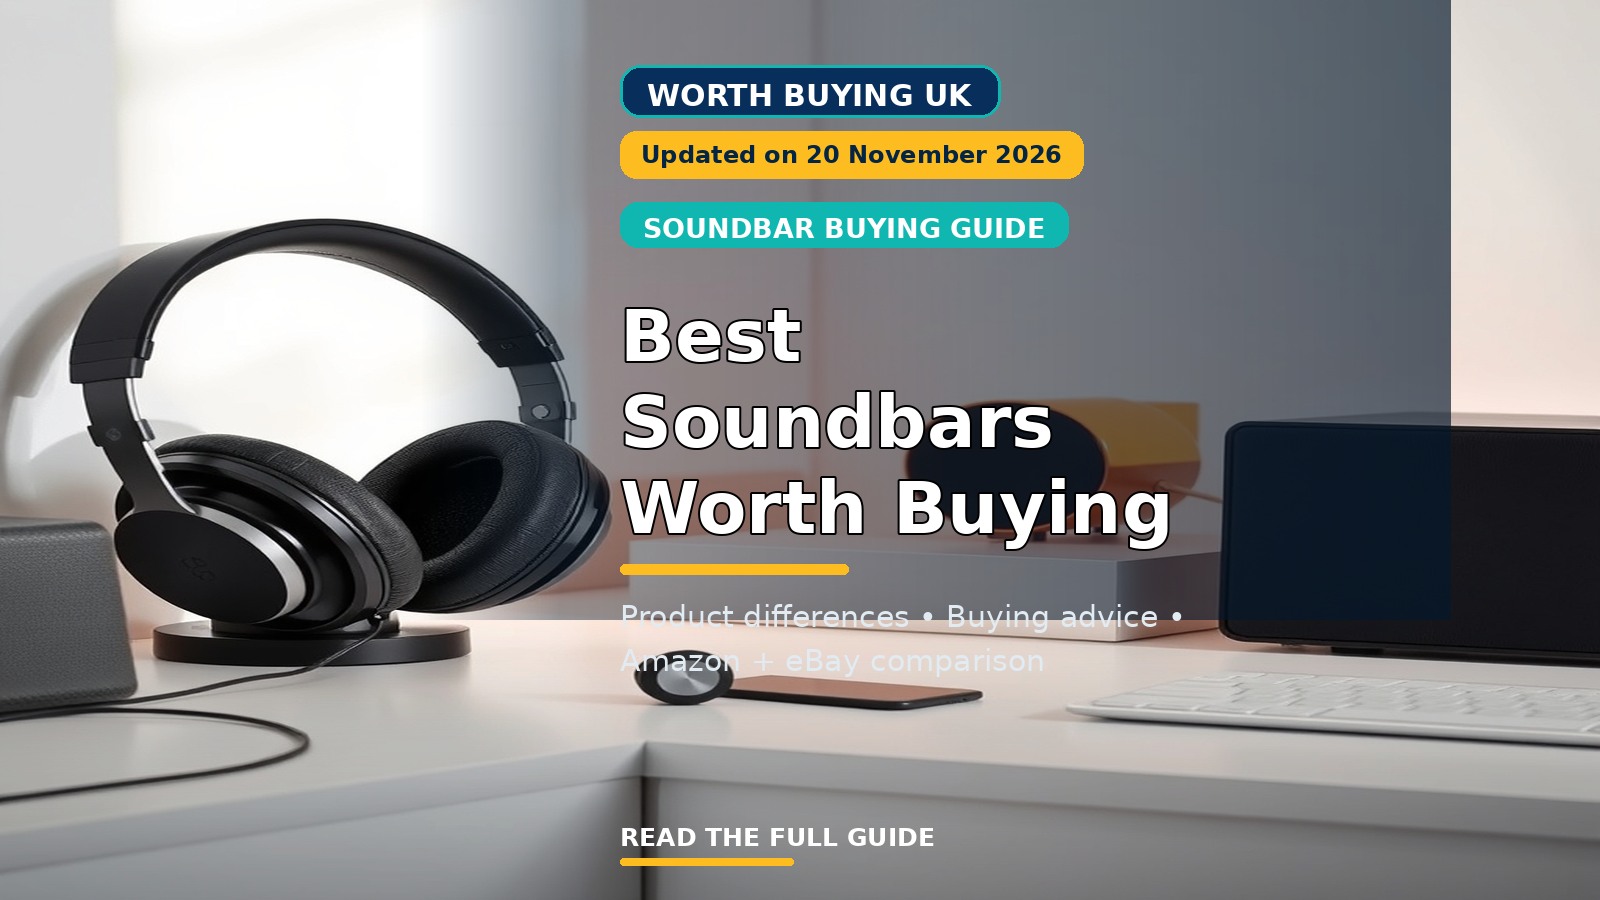 WORTH BUYING UK
Updated on 20 November 2026
SOUNDBAR BUYING GUIDE
Best
Soundbars
Worth Buying
Product differences • Buying advice •
Amazon + eBay comparison
READ THE FULL GUIDE